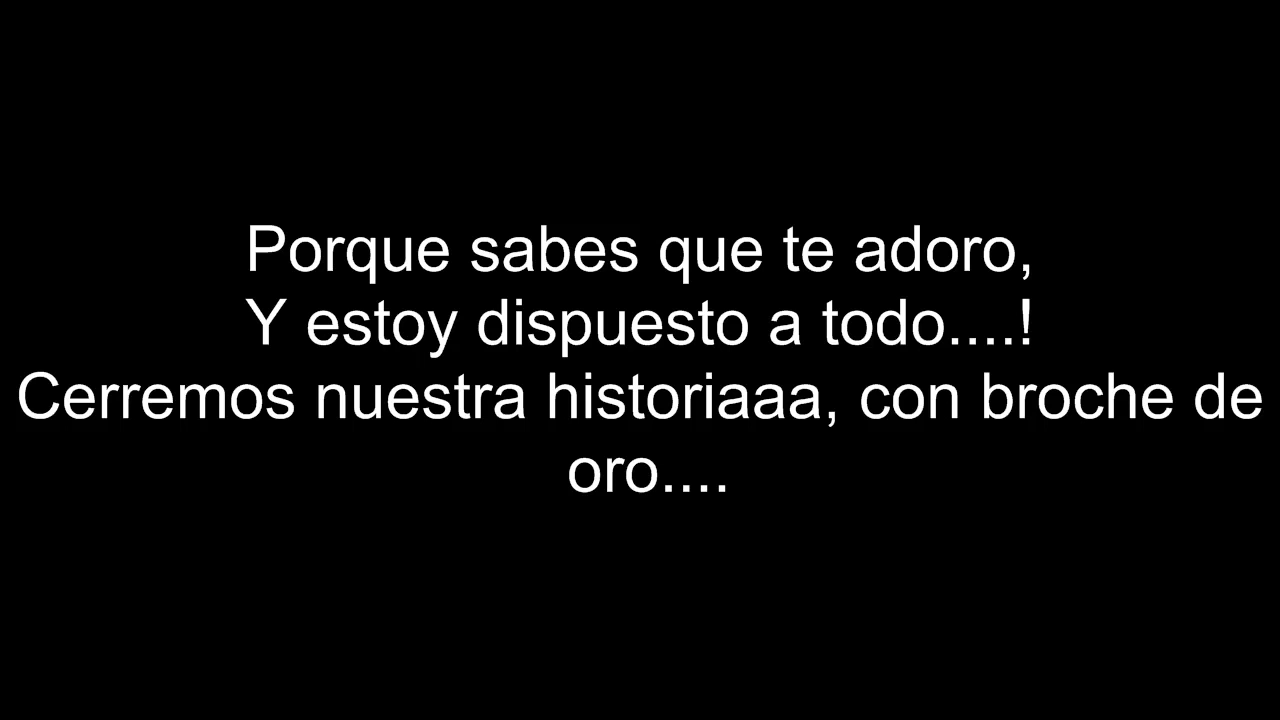 Porque sabes que te adoro,
Y estoy dispuesto a todo....!
Cerremos nuestra historiaaa, con broche de
oro....